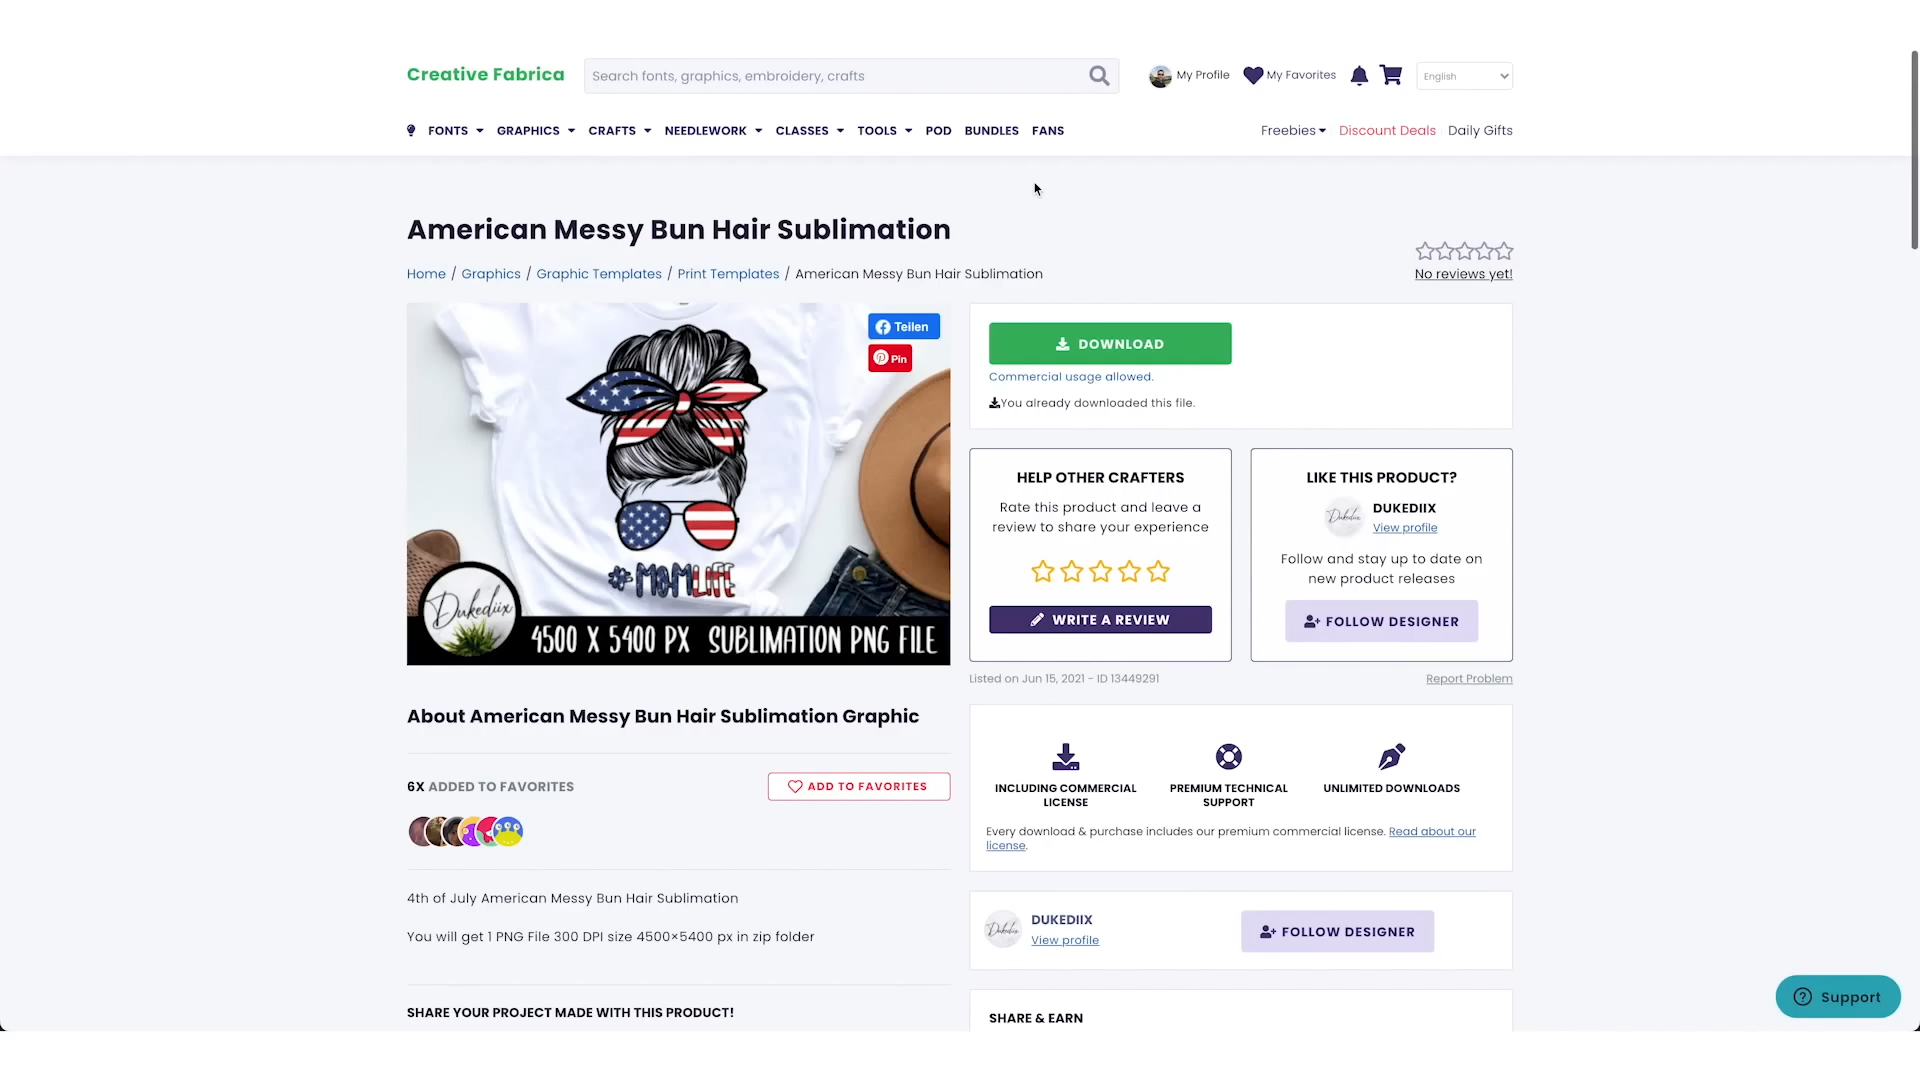 Creative Fabrica
Search fonts, graphics, embroidery, crafts
My Profile
My Favorites
English
FONTS
GRAPHICS
CRAFTS
NEEDLEWORK
CLASSES
TOOLS
POD
BUNDLES
FANS
Freebies
Discount Deals
Daily Gifts
American Messy Bun Hair Sublimation
Home / Graphics / Graphic Templates / Print Templates / American Messy Bun Hair Sublimation
No reviews yet!
Teilen
Pin
#MOMLIFE
Dukediix
4500 X 5400 PX SUBLIMATION PNG FILE
DOWNLOAD
Commercial usage allowed.
You already downloaded this file.
HELP OTHER CRAFTERS
Rate this product and leave a
review to share your experience
WRITE A REVIEW
LIKE THIS PRODUCT?
Dukediix
DUKEDIIX
View profile
Follow and stay up to date on
new product releases
FOLLOW DESIGNER
Listed on Jun 15, 2021 - ID 13449291
Report Problem
About American Messy Bun Hair Sublimation Graphic
6X ADDED TO FAVORITES
ADD TO FAVORITES
4th of July American Messy Bun Hair Sublimation
You will get 1 PNG File 300 DPI size 4500×5400 px in zip folder
SHARE YOUR PROJECT MADE WITH THIS PRODUCT!
INCLUDING COMMERCIAL
LICENSE
PREMIUM TECHNICAL
SUPPORT
UNLIMITED DOWNLOADS
Every download & purchase includes our premium commercial license. Read about our
license.
Dukediix
DUKEDIIX
View profile
FOLLOW DESIGNER
SHARE & EARN
Support